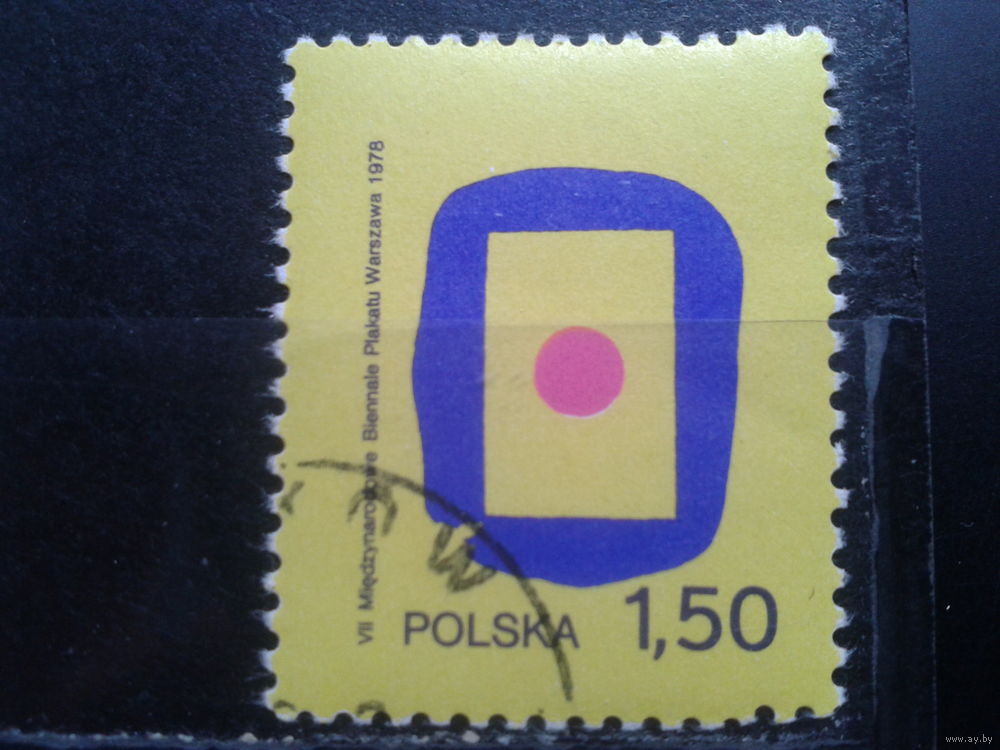 VII Międzynarodowe Biennale Plakatu Warszawa 1978
POLSKA 1,50
www.ay.by